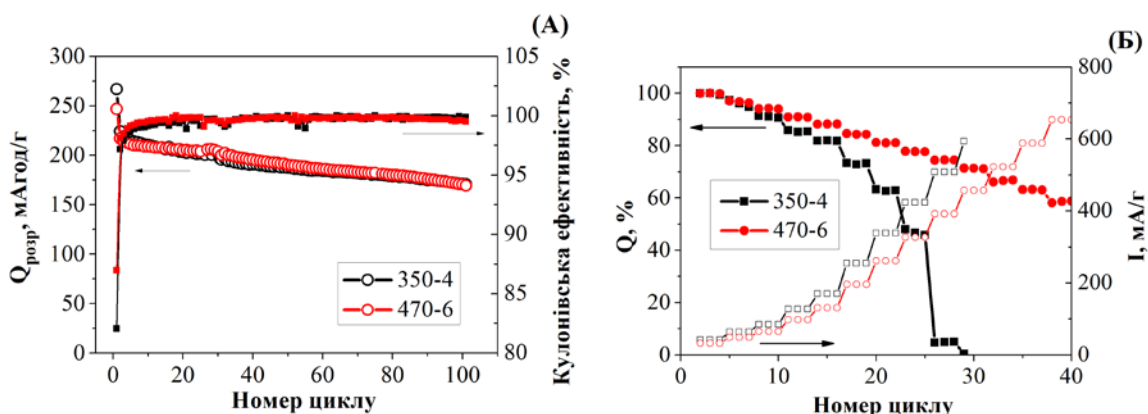 (А)
300
250
200
150
100
50
0
Qрозр, мАгод/г
0 20 40 60 80 100
Номер циклу
105
100
95
90
85
80
Кулонівська ефективність, %
350-4
470-6
(Б)
100
80
60
40
20
0
Q, %
0 10 20 30 40
Номер циклу
800
600
400
200
0
I, мА/г
350-4
470-6